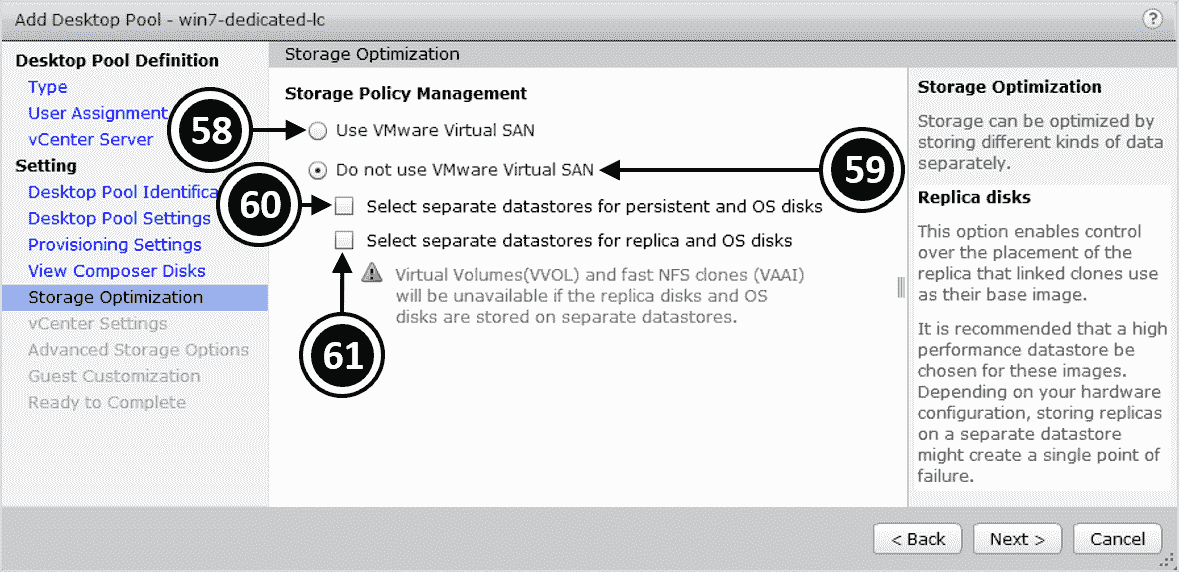 Add Desktop Pool - win7-dedicated-lc
?
Desktop Pool Definition
Type
User Assignment
vCenter Server
Setting
Desktop Pool Identifica
Desktop Pool Settings
Provisioning Settings
View Composer Disks
Storage Optimization
vCenter Settings
Advanced Storage Options
Guest Customization
Ready to Complete
Storage Optimization
Storage Policy Management
58
Use VMware Virtual SAN
Do not use VMware Virtual SAN
59
60
Select separate datastores for persistent and OS disks
Select separate datastores for replica and OS disks
Virtual Volumes(VVOL) and fast NFS clones (VAAI)
will be unavailable if the replica disks and OS
disks are stored on separate datastores.
61
Storage Optimization
Storage can be optimized by
storing different kinds of data
separately.
Replica disks
This option enables control
over the placement of the
replica that linked clones use
as their base image.
It is recommended that a high
performance datastore be
chosen for these images.
Depending on your hardware
configuration, storing replicas
on a separate datastore
might create a single point of
failure.
< Back
Next >
Cancel